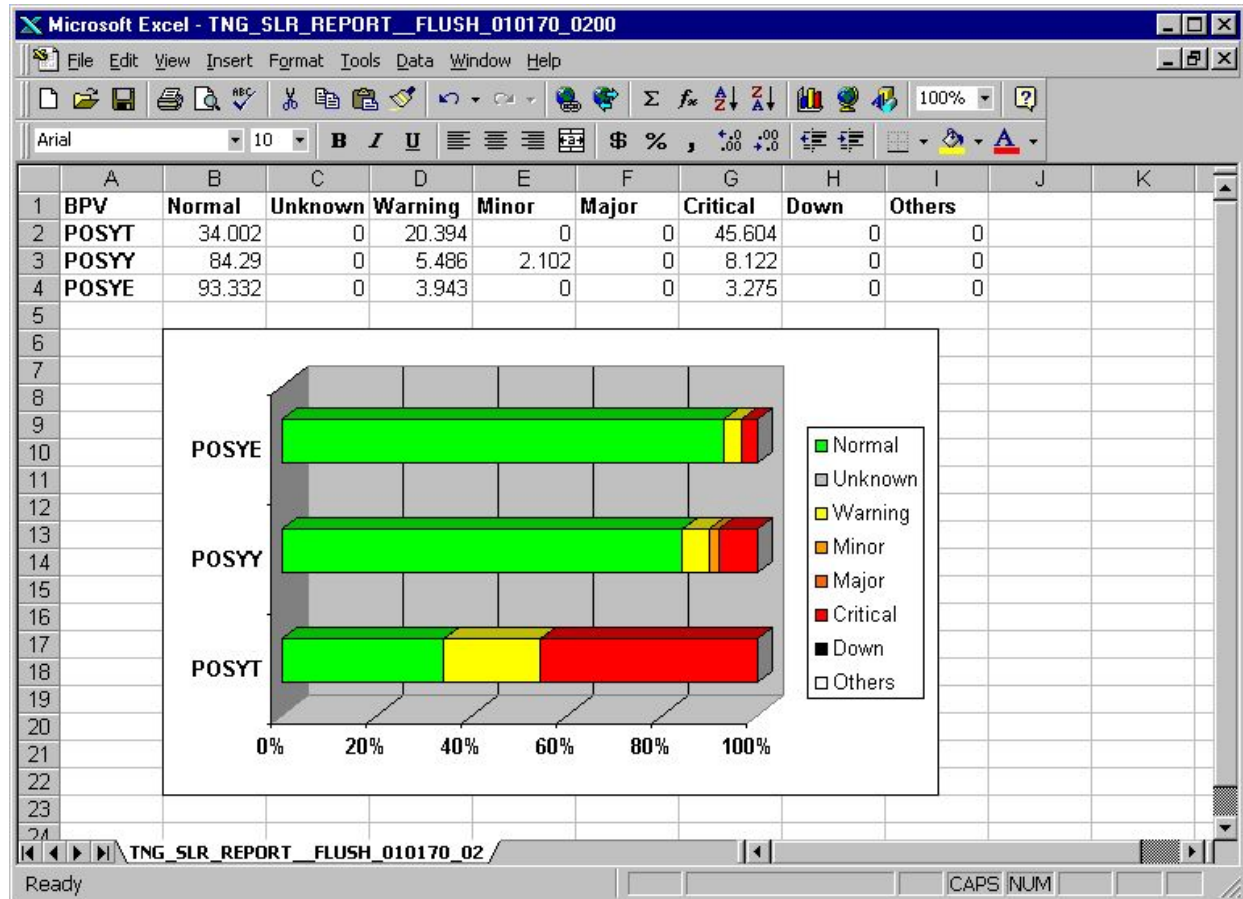 Microsoft Excel - TNG_SLR_REPORT__FLUSH_010170_0200
File Edit View Insert Format Tools Data Window Help
100%
Arial 10 B I U $ % ,
A B C D E F G H I J K
1 BPV Normal Unknown Warning Minor Major Critical Down Others
2 POSYT 34.002 0 20.394 0 0 45.604 0 0
3 POSYY 84.29 0 5.486 2.102 0 8.122 0 0
4 POSYE 93.332 0 3.943 0 0 3.275 0 0
5
6
7
8
9
10
11
12
13
14
15
16
17
18
19
20
21
22
23
24
POSYE
POSYY
POSYT
0% 20% 40% 60% 80% 100%
Normal
Unknown
Warning
Minor
Major
Critical
Down
Others
TNG_SLR_REPORT__FLUSH_010170_02
Ready CAPS NUM